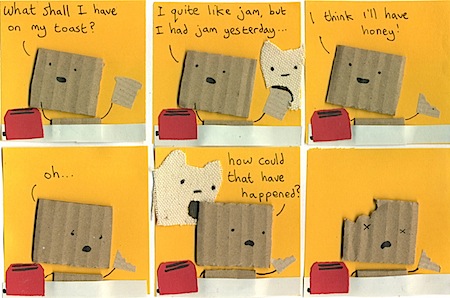 What shall I have
on my toast?
I quite like jam, but
I had jam yesterday...
I think I'll have
honey!
oh...
how could
that have
happened?